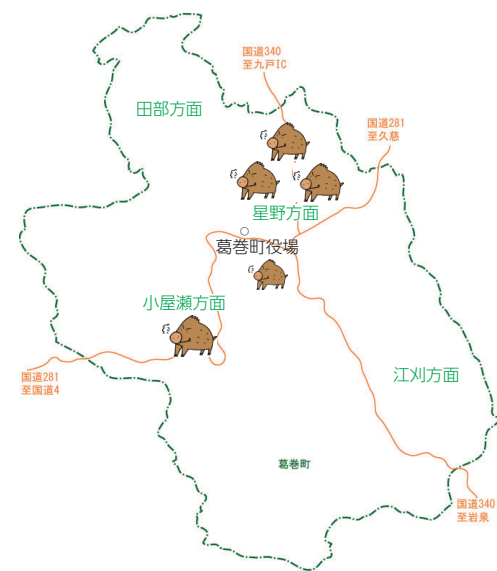 国道340
至九戸IC
田部方面
国道281
至久慈
星野方面
葛巻町役場
小屋瀬方面
国道281
至国道4
江刈方面
葛巻町
国道340
至岩泉